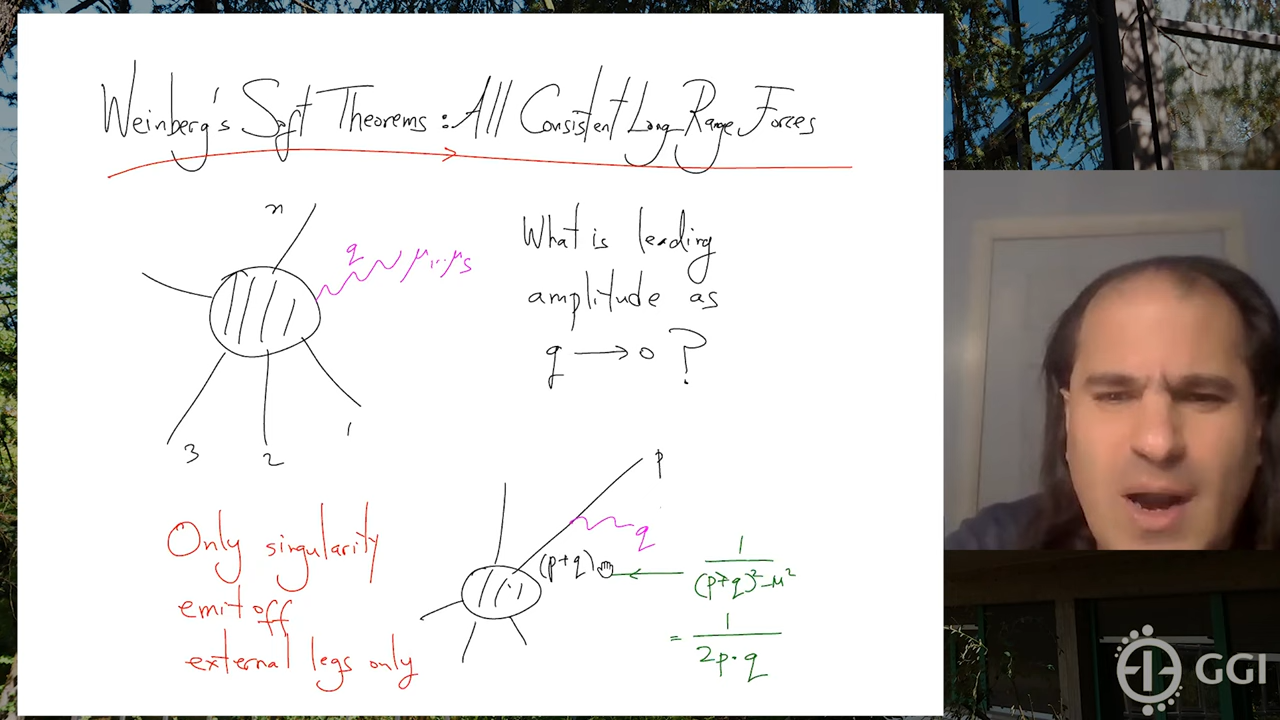 Weinberg's Soft Theorems: All Consistent Long Range Forces
n
q μ₁..μₛ
3 2 1
What is leading
amplitude as
q → 0 ?
Only singularity
emit off
external legs only
p
q
(p+q)
1
(p+q)²-μ²
= 1
2p·q
GGI